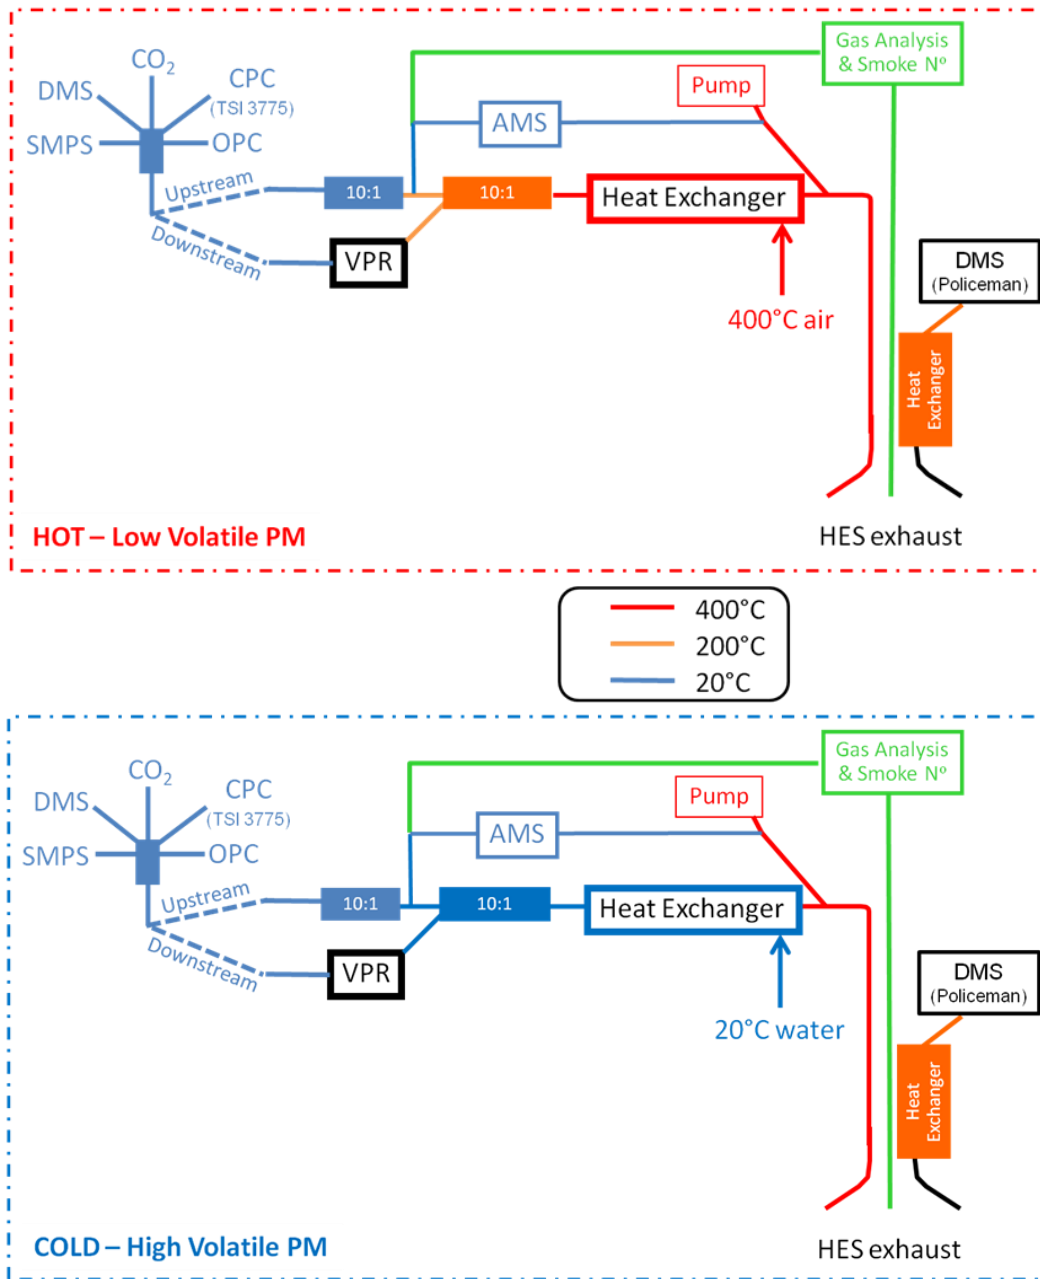 Gas Analysis
& Smoke Nº
CO2
CPC
(TSI 3775)
DMS
Pump
AMS
SMPS
OPC
Upstream
10:1
10:1
Heat Exchanger
Downstream
VPR
DMS
(Policeman)
400°C air
Heat
Exchanger
HOT – Low Volatile PM
HES exhaust
400°C
200°C
20°C
Gas Analysis
& Smoke Nº
CO2
CPC
(TSI 3775)
DMS
Pump
AMS
SMPS
OPC
Upstream
10:1
10:1
Heat Exchanger
Downstream
VPR
DMS
(Policeman)
20°C water
Heat
Exchanger
COLD – High Volatile PM
HES exhaust